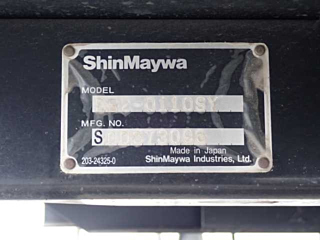 ShinMaywa
MODEL
MFG. NO.
S
Made in Japan
203-24325-0
ShinMaywa Industries, Ltd.